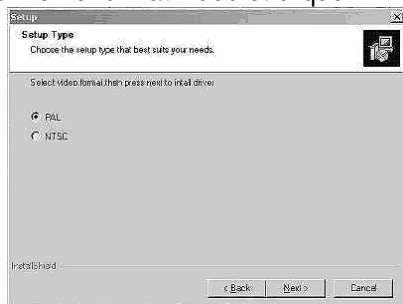 Setup
Setup Type
Choose the setup type that best suits your needs.
Select video format,then press next to intall driver
PAL
NTSC
InstallShield
< Back
Next >
Cancel